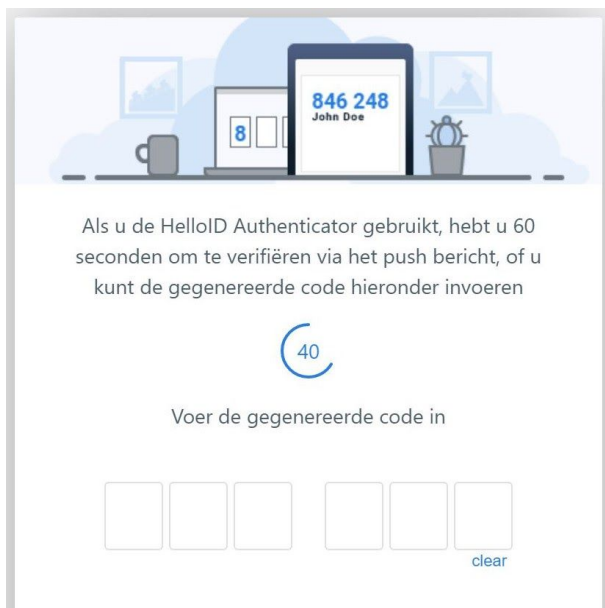 846 248
John Doe
8
Als u de HelloID Authenticator gebruikt, hebt u 60
seconden om te verifiëren via het push bericht, of u
kunt de gegenereerde code hieronder invoeren
40
Voer de gegenereerde code in
clear